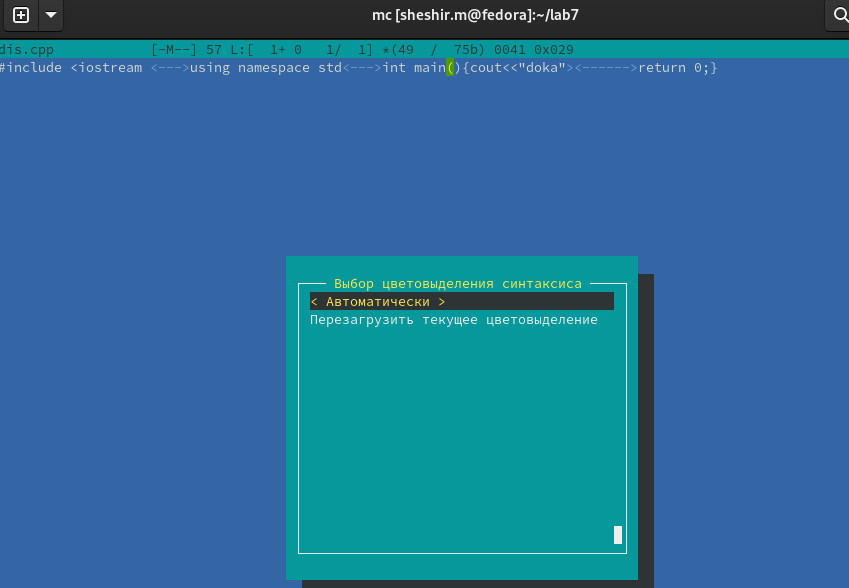 mc [sheshir.m@fedora]:~/lab7
dis.cpp [-M--] 57 L:[ 1+ 0 1/ 1] *(49 / 75b) 0041 0x029
#include <iostream <--->using namespace std<--->int main(){cout<<"doka"><------>return 0;}
Выбор цветовыделения синтаксиса
< Автоматически >
Перезагрузить текущее цветовыделение